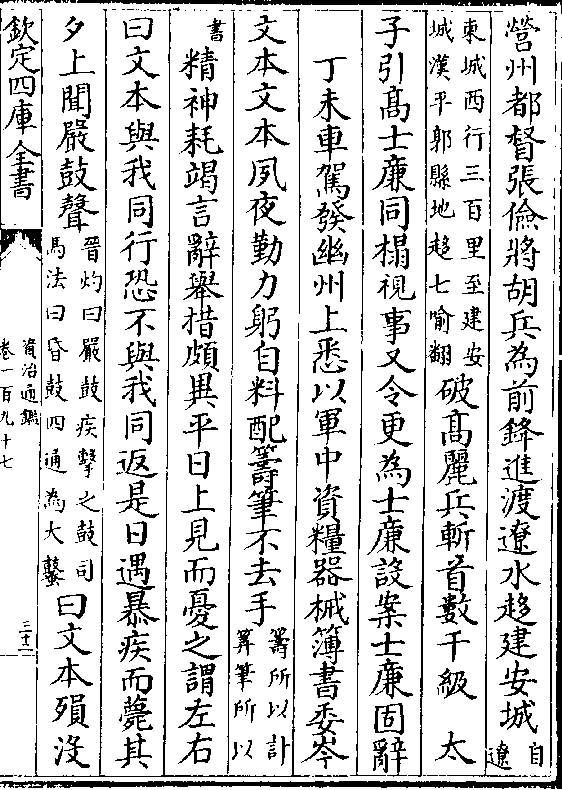 營州都督張儉將胡兵為前鋒進渡遼水趨建安城自遼
東城西行三百里至建安城漢平郭縣地趨七喻翻破高麗兵斬首數千級 太
子引髙士亷同榻視事又令更為士亷設案士亷固辭
丁未車駕發幽州上悉以軍中資糧器械簿書委岑
文本文本夙夜勤力躬自料配籌筆不去手籌所以計筭筆所以
書精神耗竭言辭舉措頗異平日上見而憂之謂左右
曰文本與我同行恐不與我同返是日遇暴疾而薨其
夕上聞嚴鼓聲晉灼曰嚴鼓疾擊之鼓司馬法曰昏鼓四通為大鼜曰文本殞沒
欽定四庫全書
資治通鑑
卷一百九十七
三十二